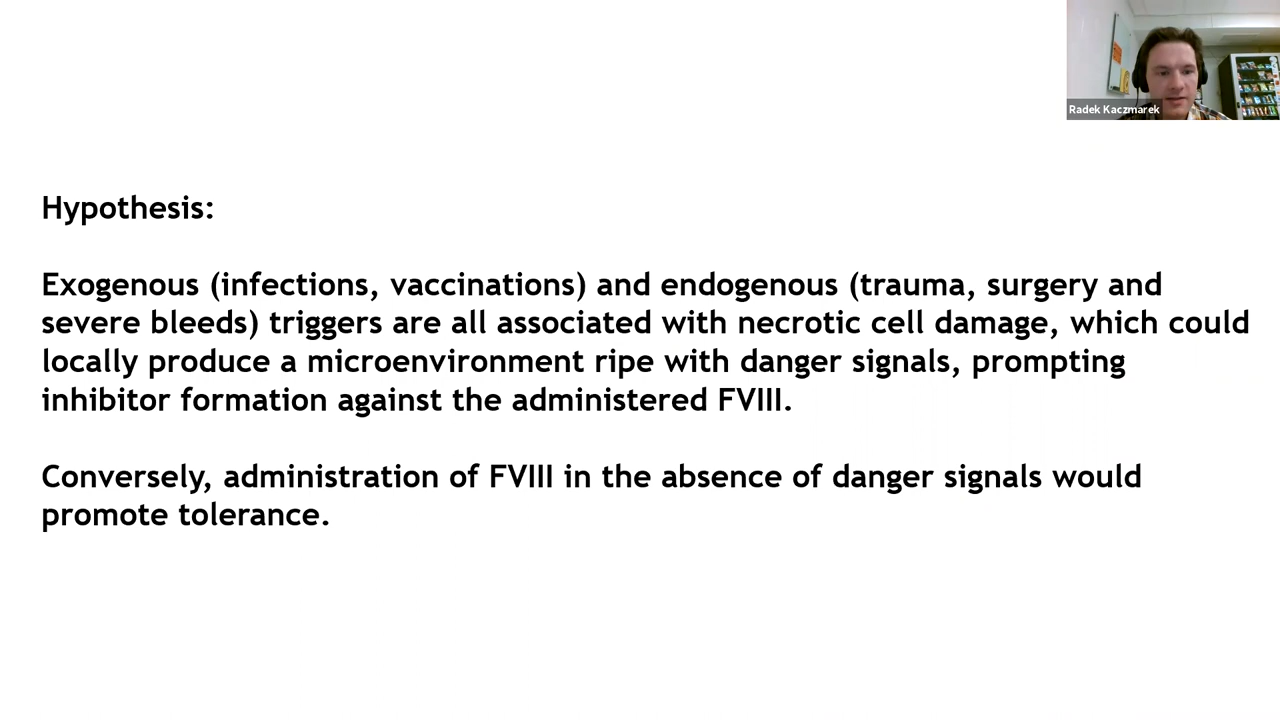 Radek Kaczmarek
Hypothesis:
Exogenous (infections, vaccinations) and endogenous (trauma, surgery and
severe bleeds) triggers are all associated with necrotic cell damage, which could
locally produce a microenvironment ripe with danger signals, prompting
inhibitor formation against the administered FVIII.
Conversely, administration of FVIII in the absence of danger signals would
promote tolerance.